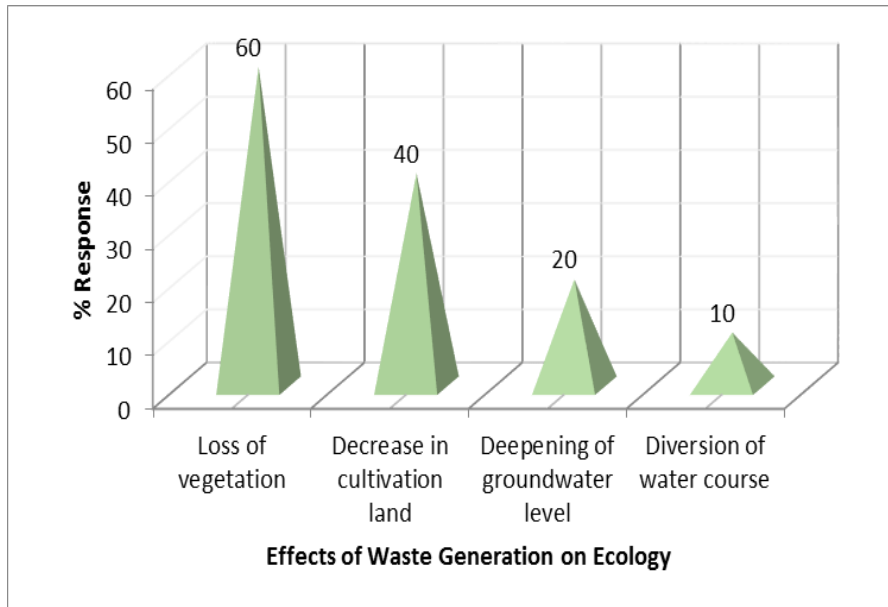 60
40
20
10
60
50
40
30
20
10
0
% Response
Loss of
vegetation
Decrease in
cultivation
land
Deepening of
groundwater
level
Diversion of
water course
Effects of Waste Generation on Ecology